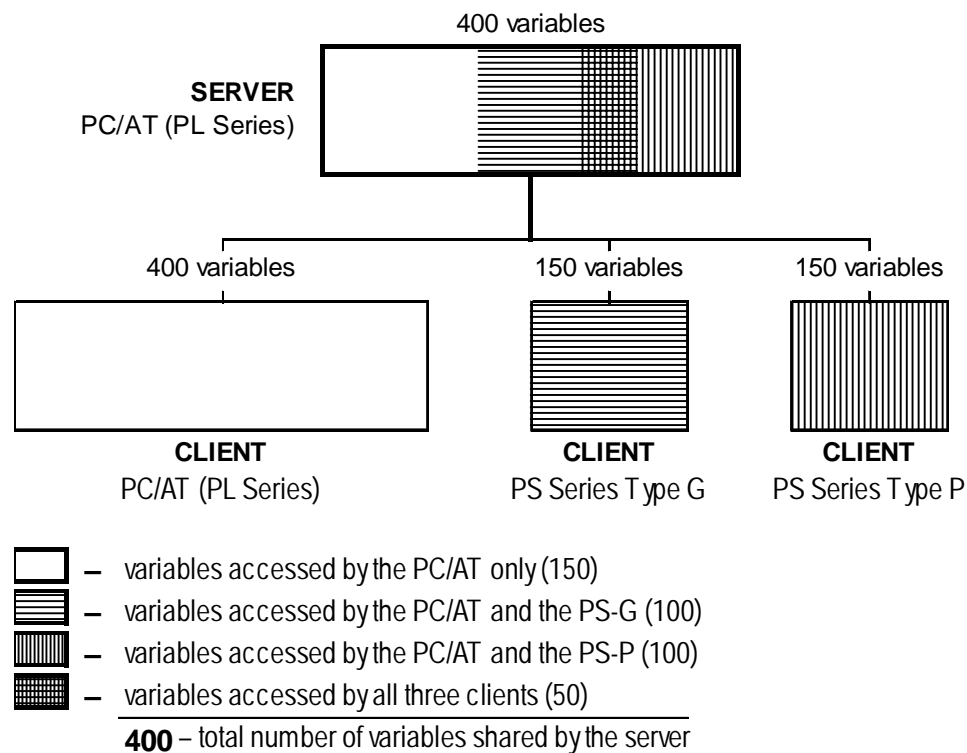 400 variables
SERVER
PC/AT (PL Series)
400 variables
150 variables
150 variables
CLIENT
PC/AT (PL Series)
CLIENT
PS Series Type G
CLIENT
PS Series Type P
– variables accessed by the PC/AT only (150)
– variables accessed by the PC/AT and the PS-G (100)
– variables accessed by the PC/AT and the PS-P (100)
– variables accessed by all three clients (50)
400 – total number of variables shared by the server